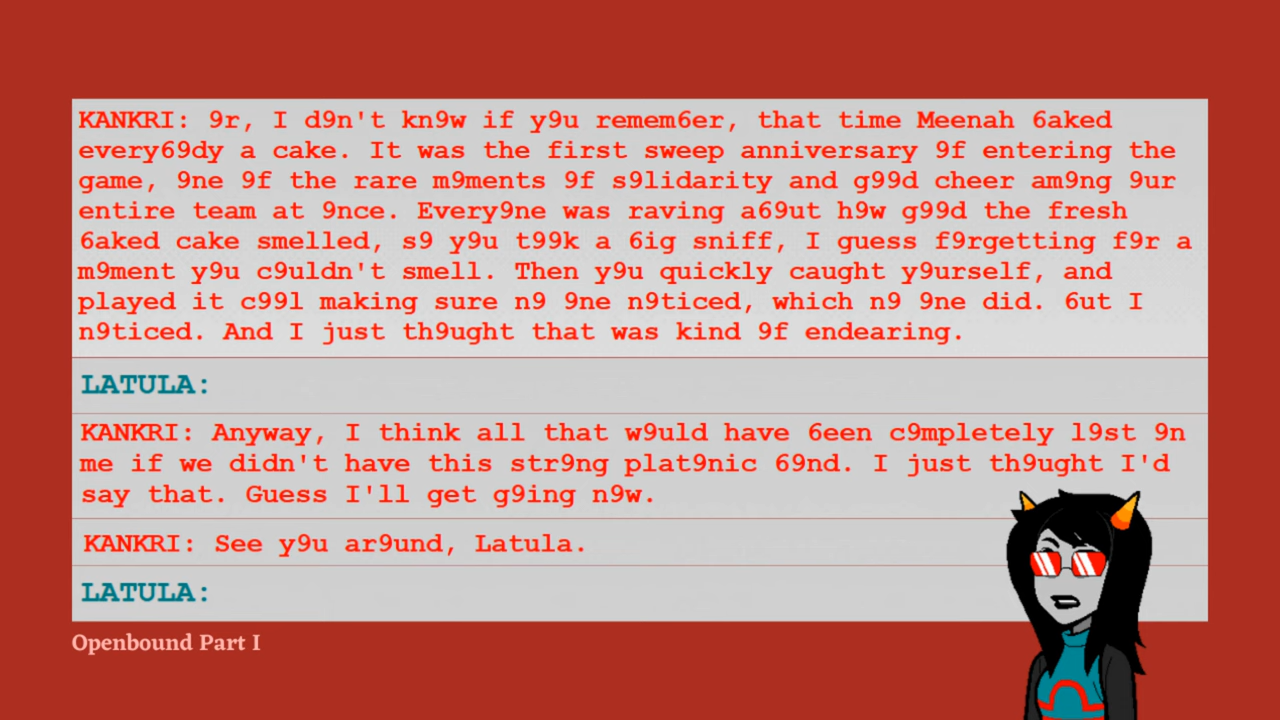 KANKRI: 9r, I d9n't kn9w if y9u remem6er, that time Meenah 6aked
every69dy a cake. It was the first sweep anniversary 9f entering the
game, 9ne 9f the rare m9ments 9f s9lidarity and g99d cheer am9ng 9ur
entire team at 9nce. Every9ne was raving a69ut h9w g99d the fresh
6aked cake smelled, s9 y9u t99k a 6ig sniff, I guess f9rgetting f9r a
m9ment y9u c9uldn't smell. Then y9u quickly caught y9urself, and
played it c99l making sure n9 9ne n9ticed, which n9 9ne did. 6ut I
n9ticed. And I just th9ught that was kind 9f endearing.
LATULA:
KANKRI: Anyway, I think all that w9uld have 6een c9mpletely l9st 9n
me if we didn't have this str9ng plat9nic 69nd. I just th9ught I'd
say that. Guess I'll get g9ing n9w.
KANKRI: See y9u ar9und, Latula.
LATULA:
Openbound Part I